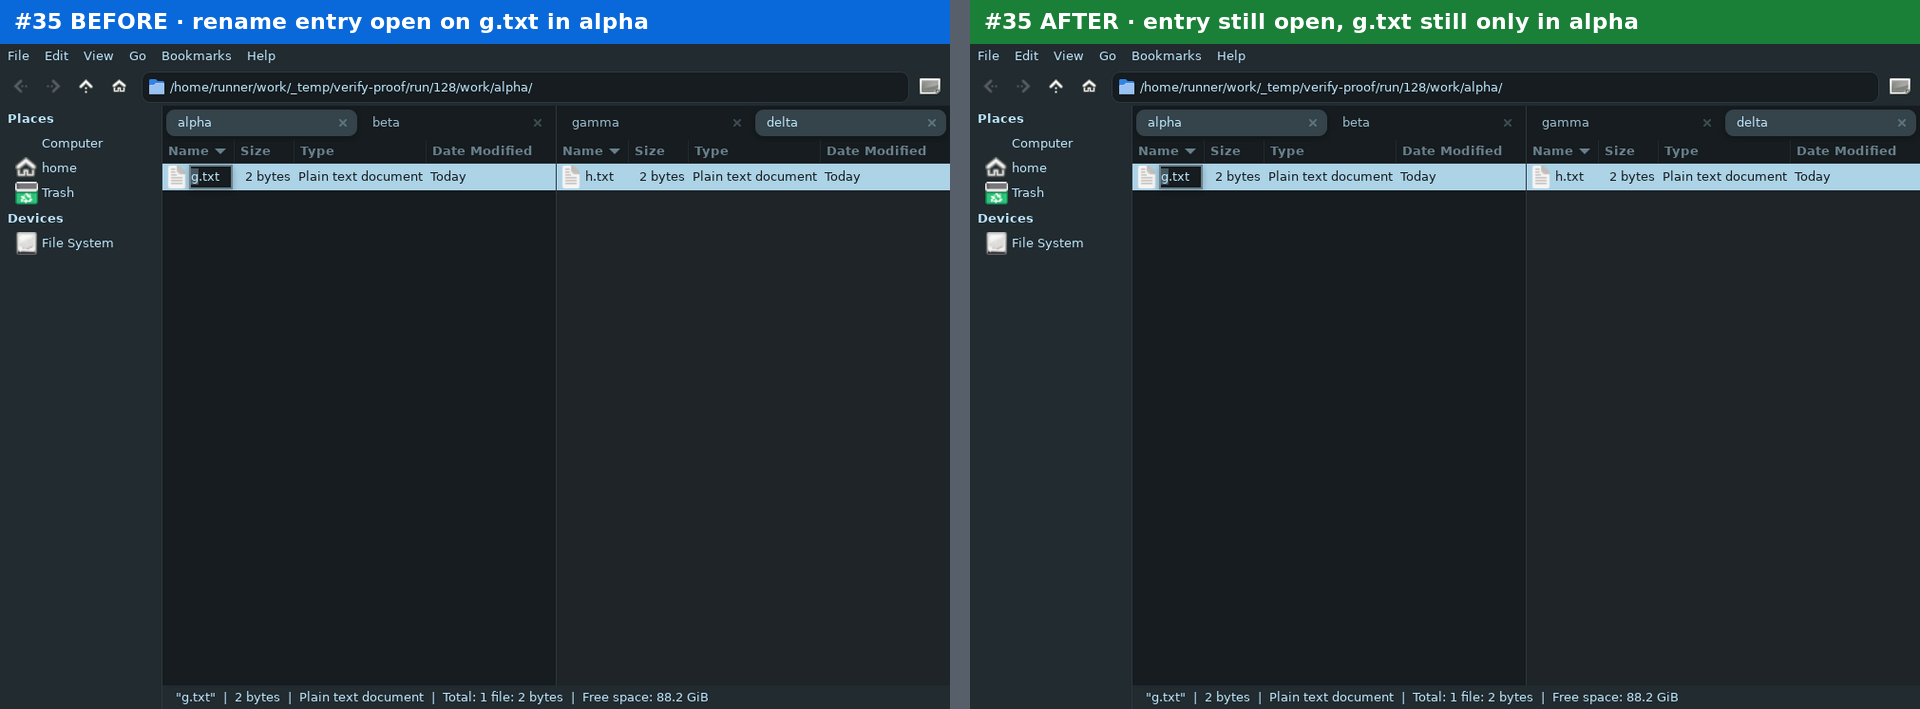 #35 BEFORE · rename entry open on g.txt in alpha
File Edit View Go Bookmarks Help
/home/runner/work/_temp/verify-proof/run/128/work/alpha/
Places
Computer
home
Trash
Devices
File System
alpha beta gamma delta
Name Size Type Date Modified Name Size Type Date Modified
g.txt 2 bytes Plain text document Today h.txt 2 bytes Plain text document Today
"g.txt" | 2 bytes | Plain text document | Total: 1 file: 2 bytes | Free space: 88.2 GiB
#35 AFTER · entry still open, g.txt still only in alpha
File Edit View Go Bookmarks Help
/home/runner/work/_temp/verify-proof/run/128/work/alpha/
Places
Computer
home
Trash
Devices
File System
alpha beta gamma delta
Name Size Type Date Modified Name Size Type Date Modified
g.txt 2 bytes Plain text document Today h.txt 2 bytes Plain text document Today
"g.txt" | 2 bytes | Plain text document | Total: 1 file: 2 bytes | Free space: 88.2 GiB